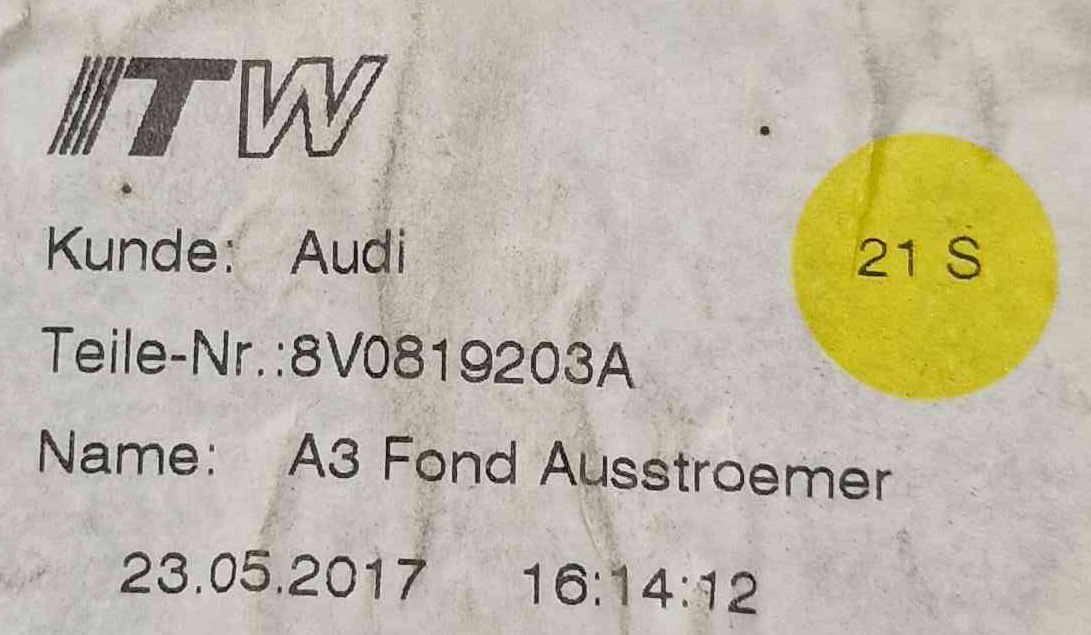 ITW
Kunde: Audi
21 S
Teile-Nr.:8V0819203A
Name: A3 Fond Ausstroemer
23.05.2017 16:14:12